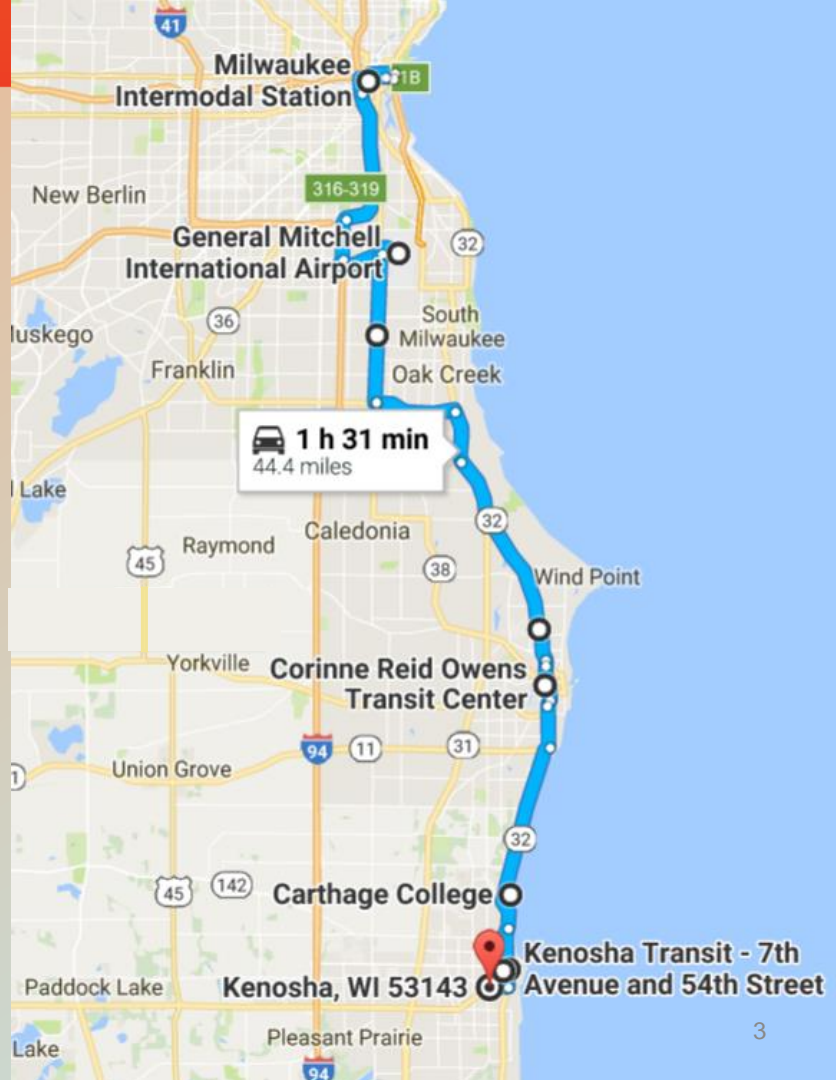 41
Milwaukee
Intermodal Station
1B
New Berlin
316-319
General Mitchell
International Airport
32
36
South
Milwaukee
luskego
Franklin
Oak Creek
1 h 31 min
44.4 miles
l Lake
32
Caledonia
Raymond
45
38
Wind Point
Yorkville
Corinne Reid Owens
Transit Center
94
11
31
1
Union Grove
32
45
142
Carthage College
Kenosha Transit - 7th
Avenue and 54th Street
Kenosha, WI 53143
Paddock Lake
3
Pleasant Prairie
Lake
94